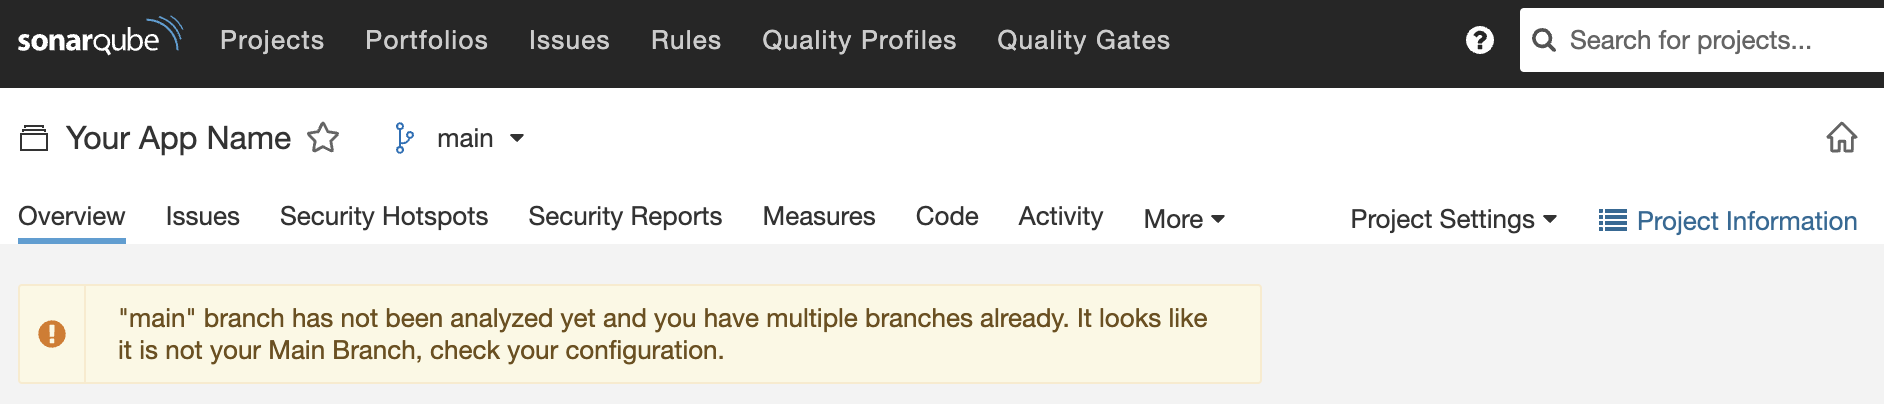 sonarqube Projects Portfolios Issues Rules Quality Profiles Quality Gates ? Search for projects...
Your App Name main
Overview Issues Security Hotspots Security Reports Measures Code Activity More Project Settings Project Information
"main" branch has not been analyzed yet and you have multiple branches already. It looks like
it is not your Main Branch, check your configuration.